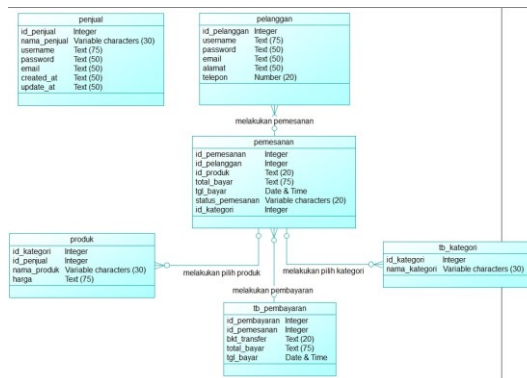 penjual
id_penjual Integer
nama_penjual Variable characters (30)
username Text (75)
password Text (50)
email Text (50)
created_at Text (50)
update_at Text (50)
pelanggan
id_pelanggan Integer
username Text (75)
password Text (50)
email Text (50)
alamat Text (50)
telepon Number (20)
melakukan pemesanan
pemesanan
id_pemesanan Integer
id_pelanggan Integer
id_produk Text (20)
total_bayar Text (75)
tgl_bayar Date & Time
status_pemesanan Variable characters (20)
id_kategori Integer
produk
id_kategori Integer
id_penjual Integer
nama_produk Variable characters (30)
harga Text (75)
melakukan pilih produk
melakukan pilih kategori
tb_kategori
id_kategori Integer
nama_kategori Variable characters (30)
melakukan pembayaran
tb_pembayaran
id_pembayaran Integer
id_pemesanan Integer
bkt_transfer Text (20)
total_bayar Text (75)
tgl_bayar Date & Time